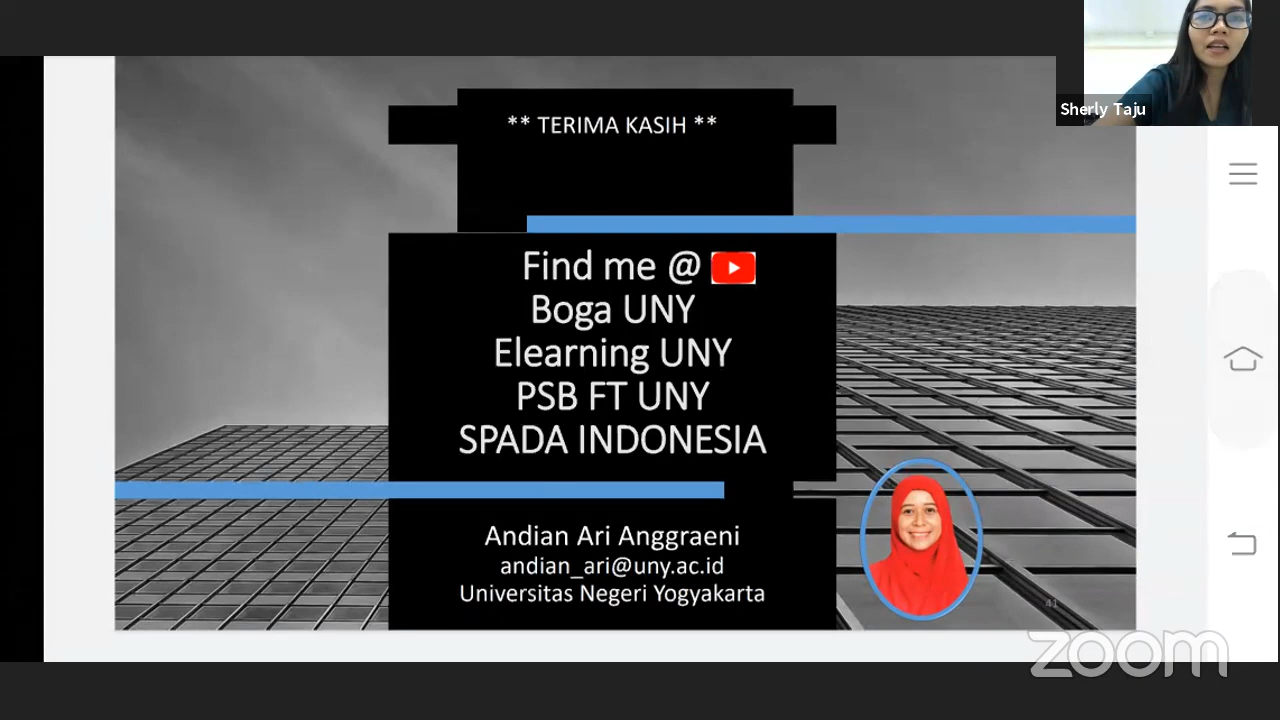 Sherly Taju
** TERIMA KASIH **
Find me @
Boga UNY
Elearning UNY
PSB FT UNY
SPADA INDONESIA
Andian Ari Anggraeni
andian_ari@uny.ac.id
Universitas Negeri Yogyakarta
41
zoom